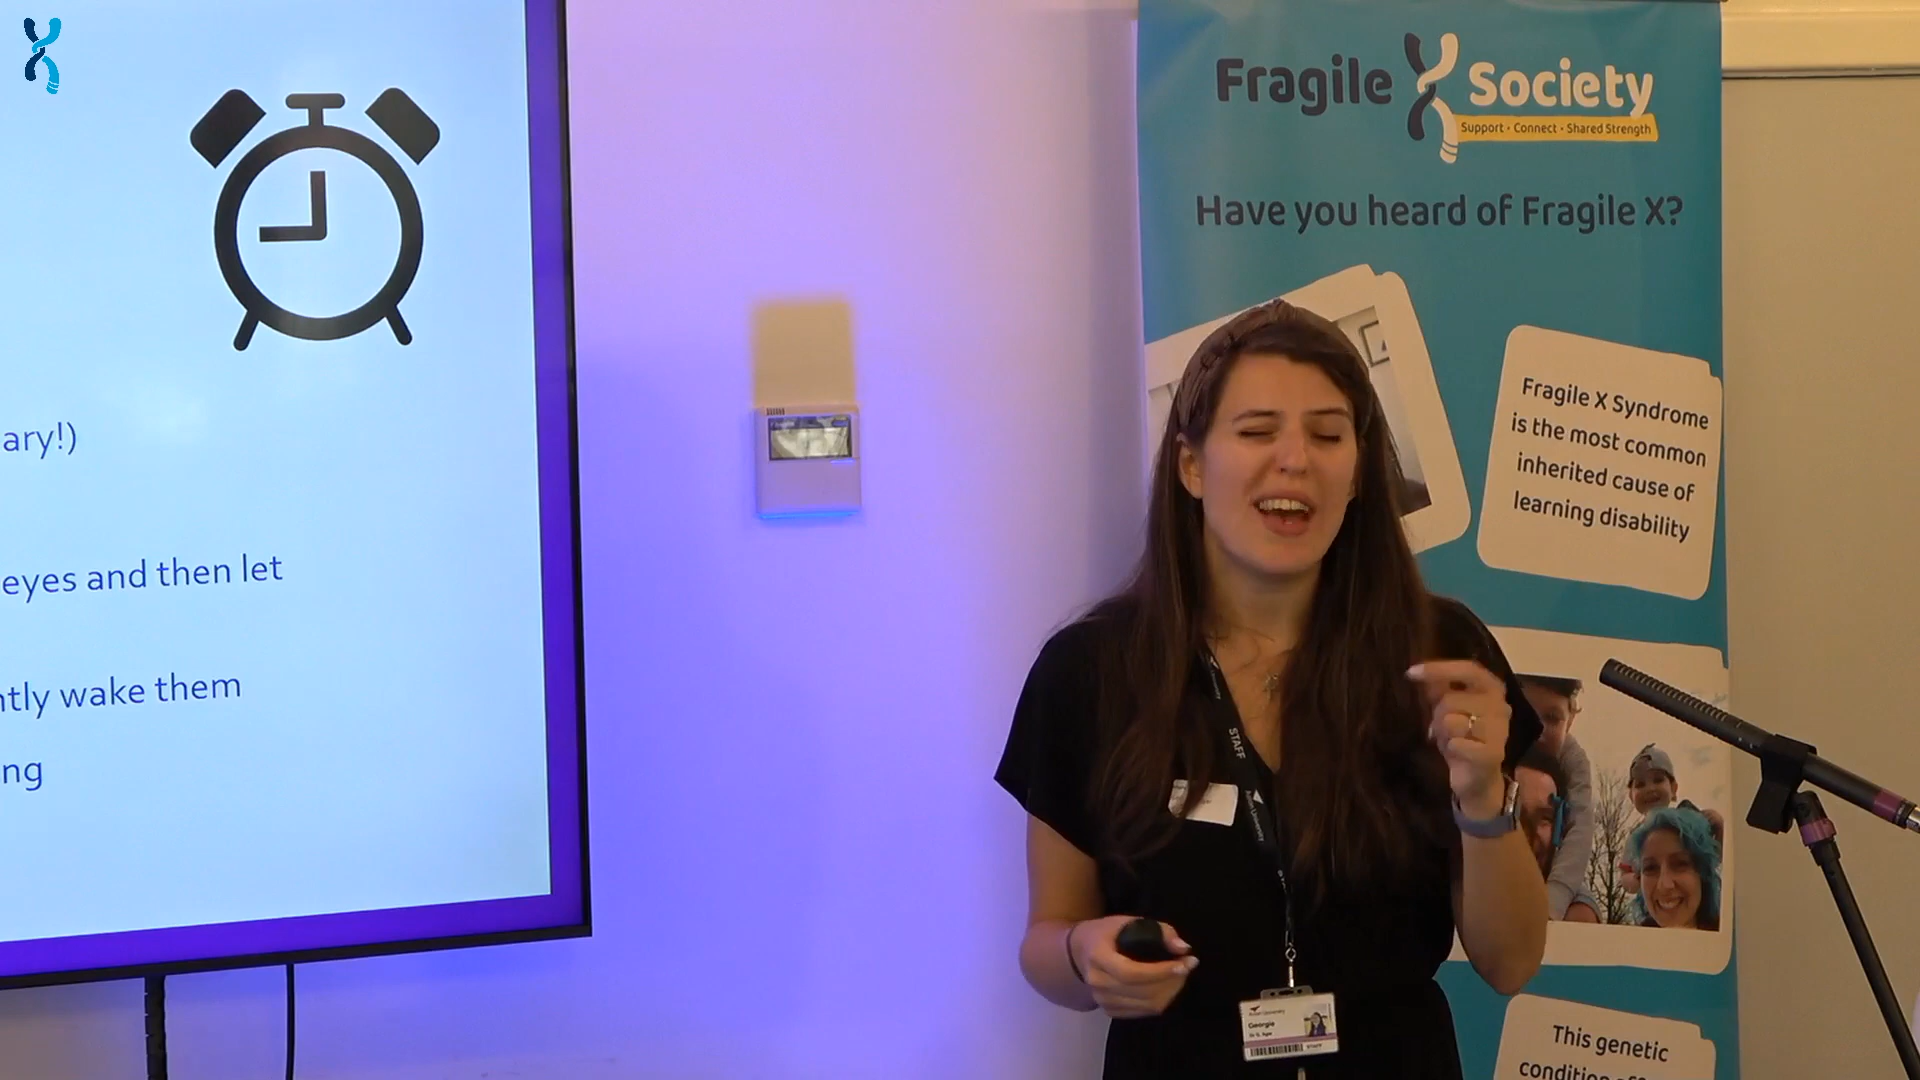 ary!)
eyes and then let
ntly wake them
ng
Fragile X Society
Support • Connect • Shared Strength
Have you heard of Fragile X?
Fragile X Syndrome
is the most common
inherited cause of
learning disability
This genetic
STAFF
Georgie
STAFF